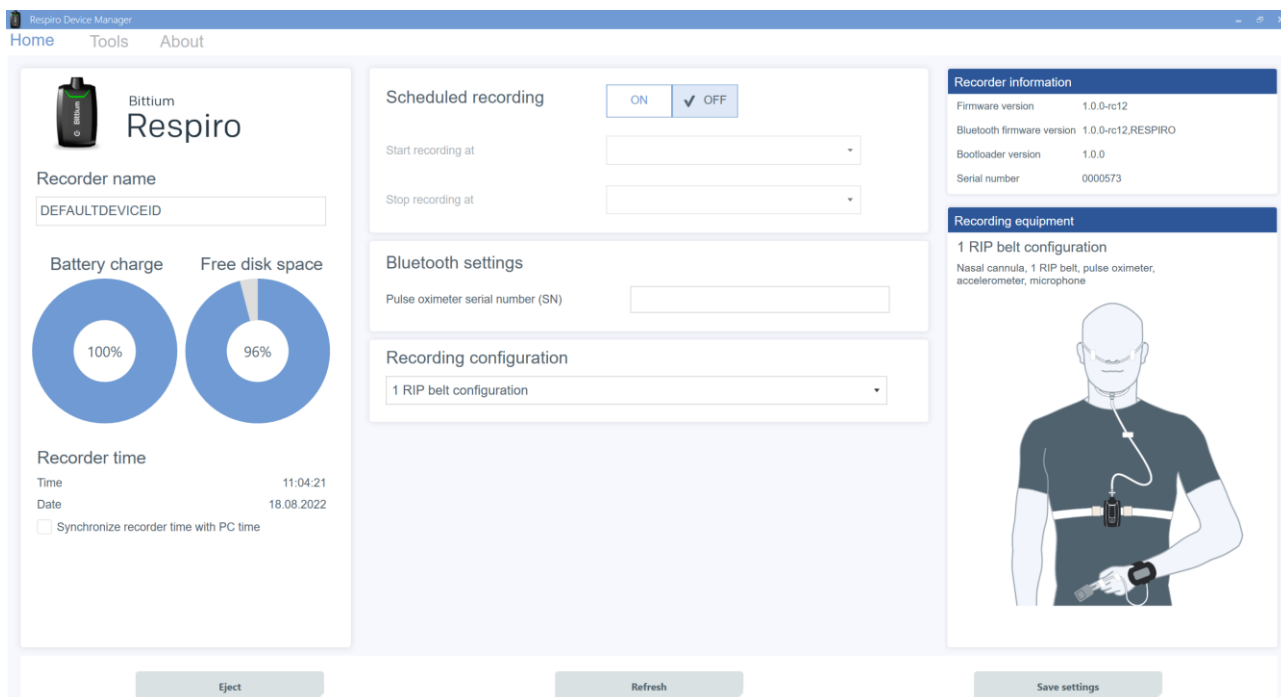 Respiro Device Manager
Home Tools About
Bittium
Respiro
Recorder name
DEFAULTDEVICEID
Battery charge Free disk space
100% 96%
Recorder time
Time 11:04:21
Date 18.08.2022
Synchronize recorder time with PC time
Scheduled recording ON OFF
Start recording at
Stop recording at
Bluetooth settings
Pulse oximeter serial number (SN)
Recording configuration
1 RIP belt configuration
Recorder information
Firmware version 1.0.0-rc12
Bluetooth firmware version 1.0.0-rc12,RESPIRO
Bootloader version 1.0.0
Serial number 0000573
Recording equipment
1 RIP belt configuration
Nasal cannula, 1 RIP belt, pulse oximeter,
accelerometer, microphone
Bittium
Eject Refresh Save settings